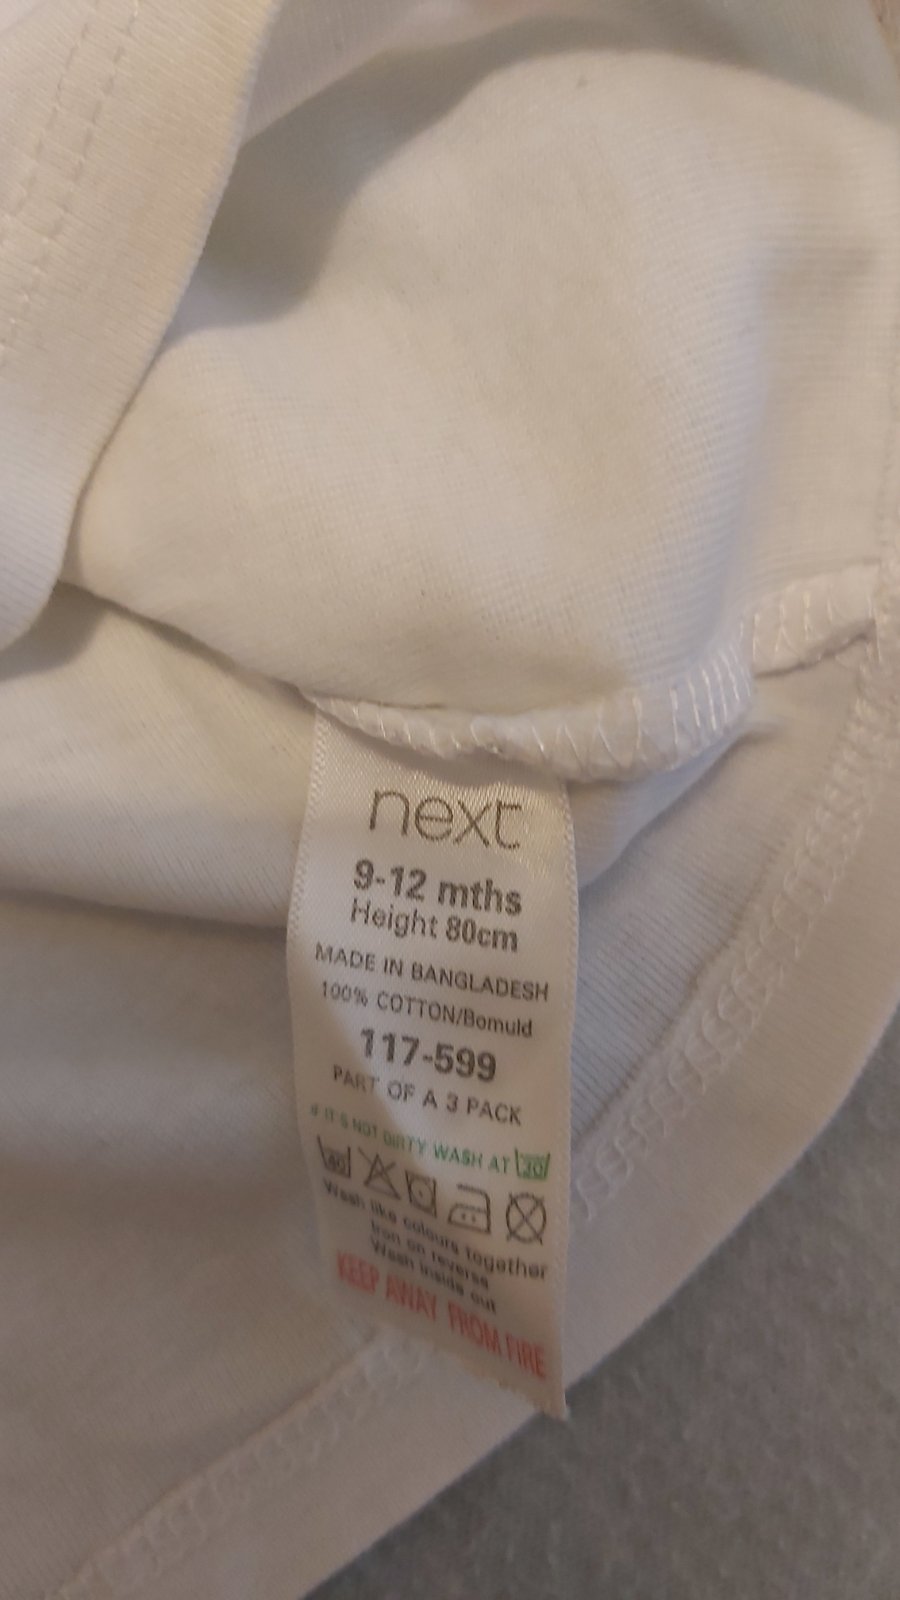 next
9-12 mths
Height 80cm
MADE IN BANGLADESH
100% COTTON/Bomuld
117-599
PART OF A 3 PACK
IF IT'S NOT DIRTY WASH AT 30
40
Wash like colours together
Iron on reverse
Wash inside out
KEEP AWAY FROM FIRE